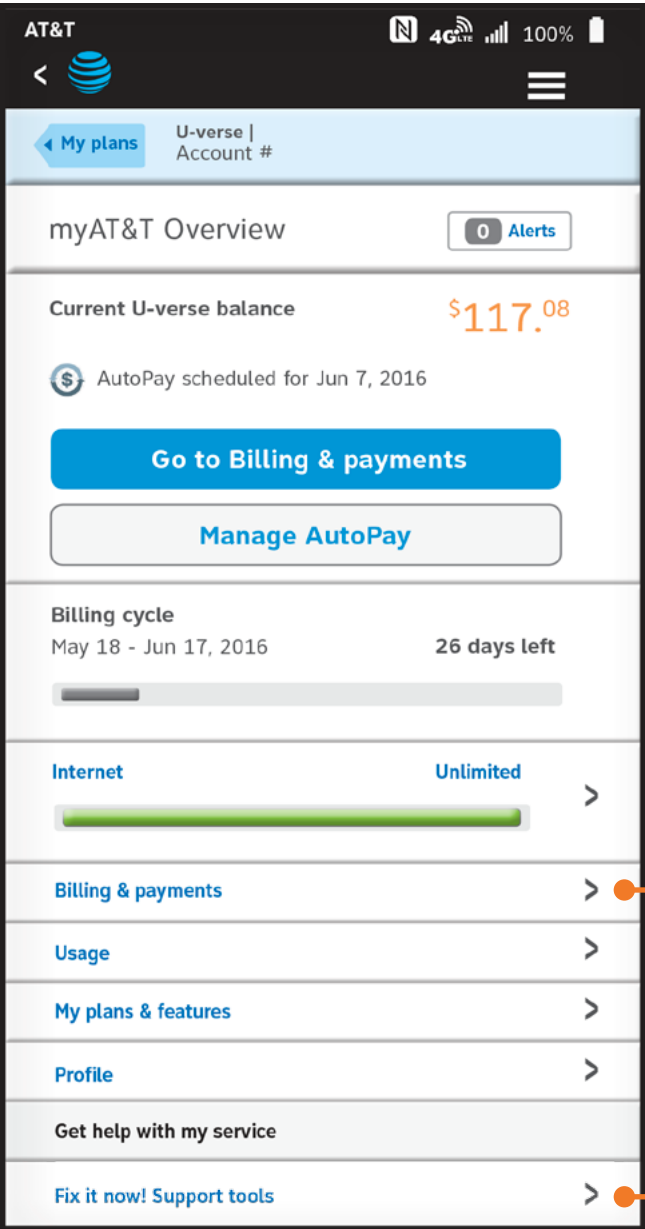 AT&T
N 4G LTE 100%
<
My plans
U-verse |
Account #
myAT&T Overview
0 Alerts
Current U-verse balance
$117.08
$ AutoPay scheduled for Jun 7, 2016
Go to Billing & payments
Manage AutoPay
Billing cycle
May 18 - Jun 17, 2016 26 days left
Internet Unlimited >
Billing & payments >
Usage >
My plans & features >
Profile >
Get help with my service
Fix it now! Support tools >